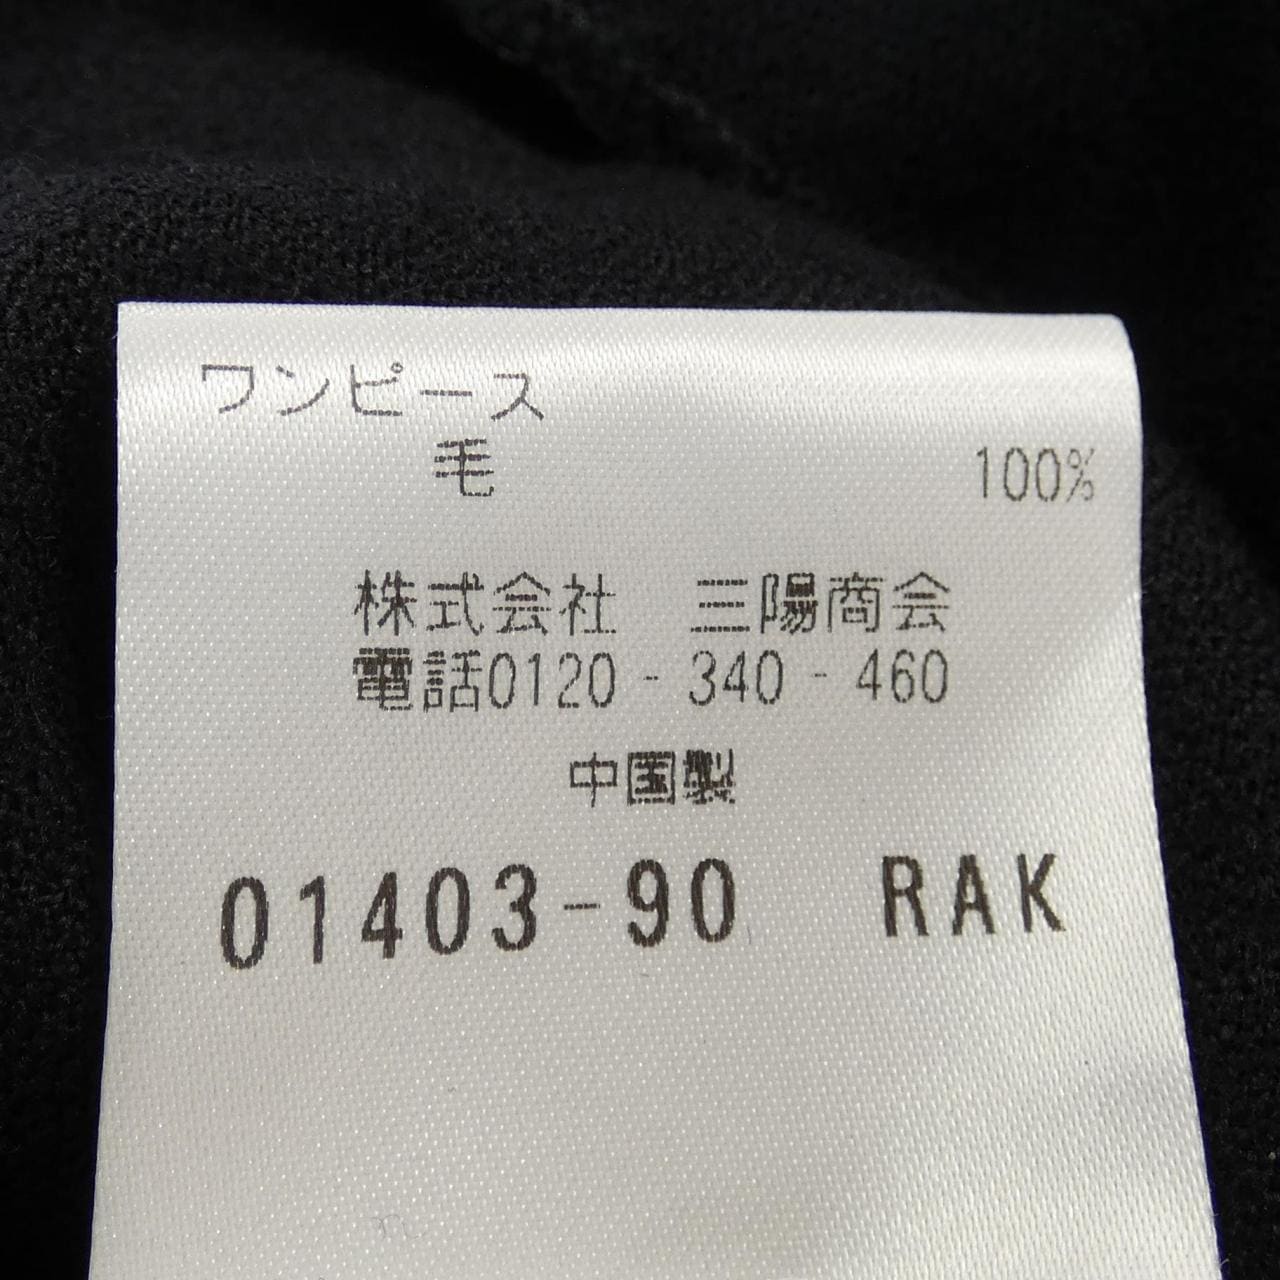 ワンピース
毛 100%
株式会社 三陽商会
電話0120-340-460
中国製
01403-90 RAK